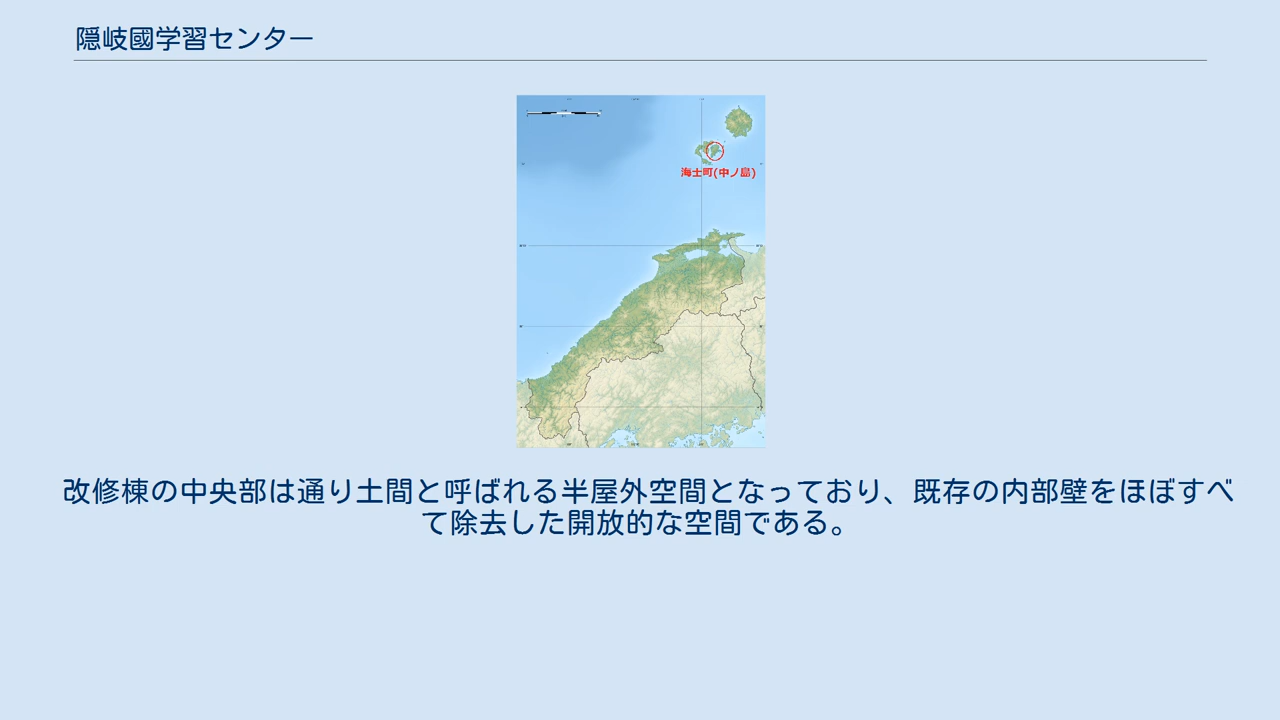 隠岐國学習センター
海士町(中ノ島)
改修棟の中央部は通り土間と呼ばれる半屋外空間となっており、既存の内部壁をほぼすべ
て除去した開放的な空間である。